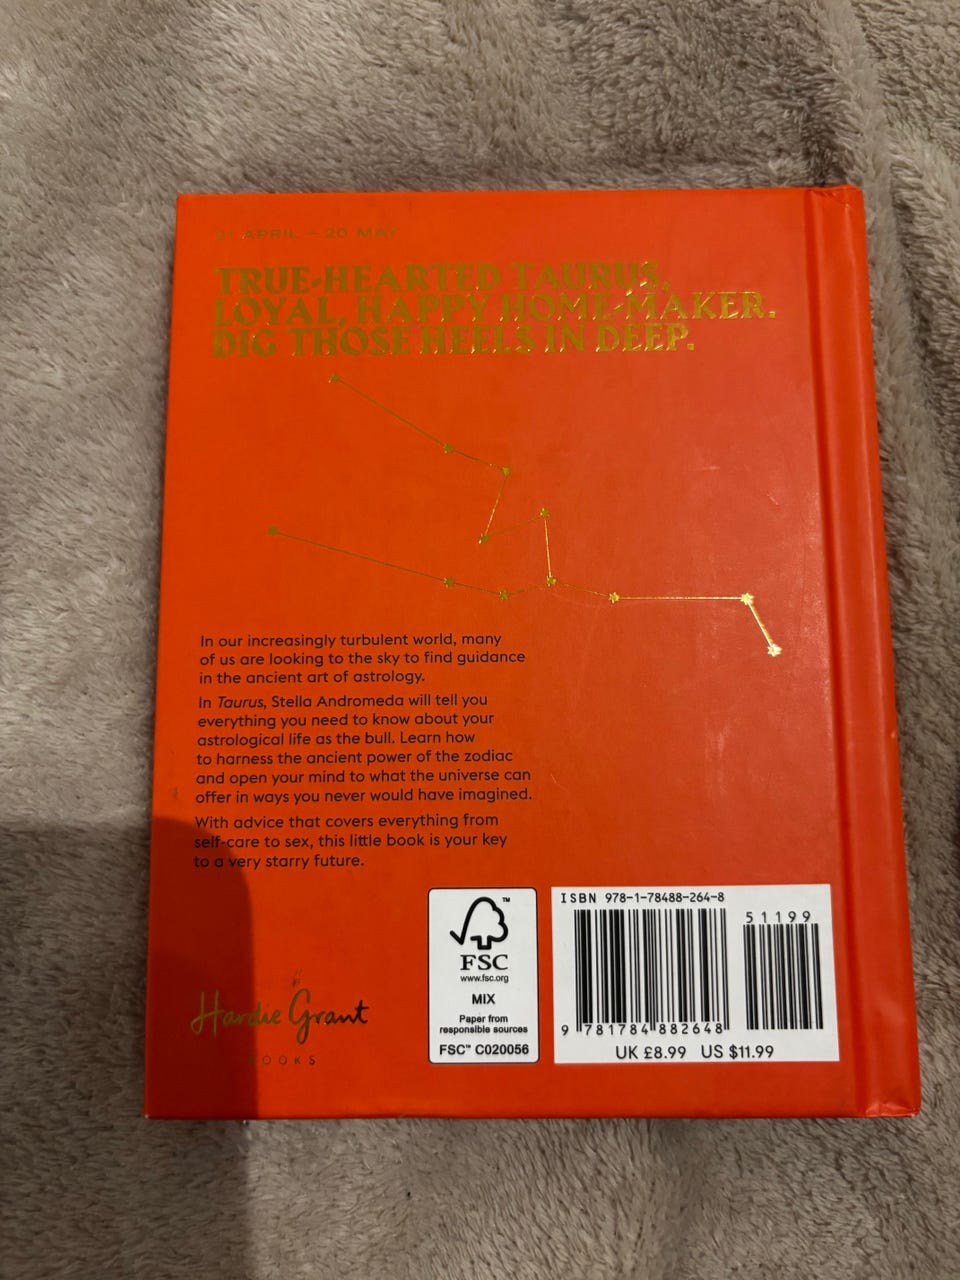 21 APRIL – 20 MAY
TRUE-HEARTED TAURUS,
LOYAL, HAPPY HOME-MAKER.
DIG THOSE HEELS IN DEEP.
In our increasingly turbulent world, many
of us are looking to the sky to find guidance
in the ancient art of astrology.
In Taurus, Stella Andromeda will tell you
everything you need to know about your
astrological life as the bull. Learn how
to harness the ancient power of the zodiac
and open your mind to what the universe can
offer in ways you never would have imagined.
With advice that covers everything from
self-care to sex, this little book is your key
to a very starry future.
Hardie Grant
BOOKS
FSC
www.fsc.org
MIX
Paper from
responsible sources
FSC™ C020056
ISBN 978-1-78488-264-8
51199
9 781784 882648
UK £8.99 US $11.99